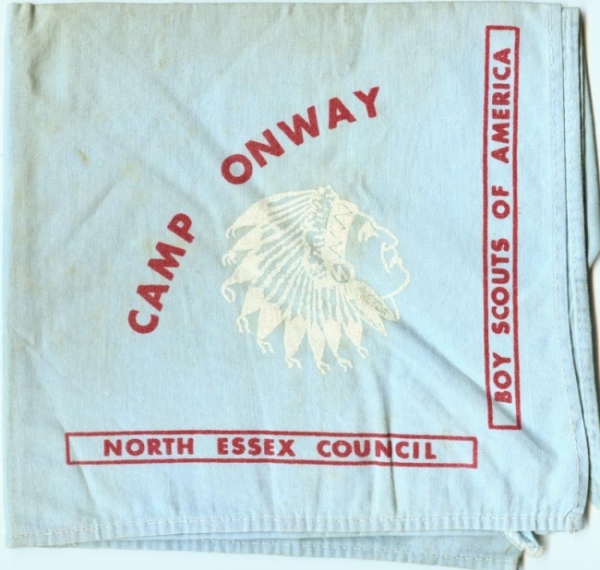 CAMP ONWAY
BOY SCOUTS OF AMERICA
NORTH ESSEX COUNCIL